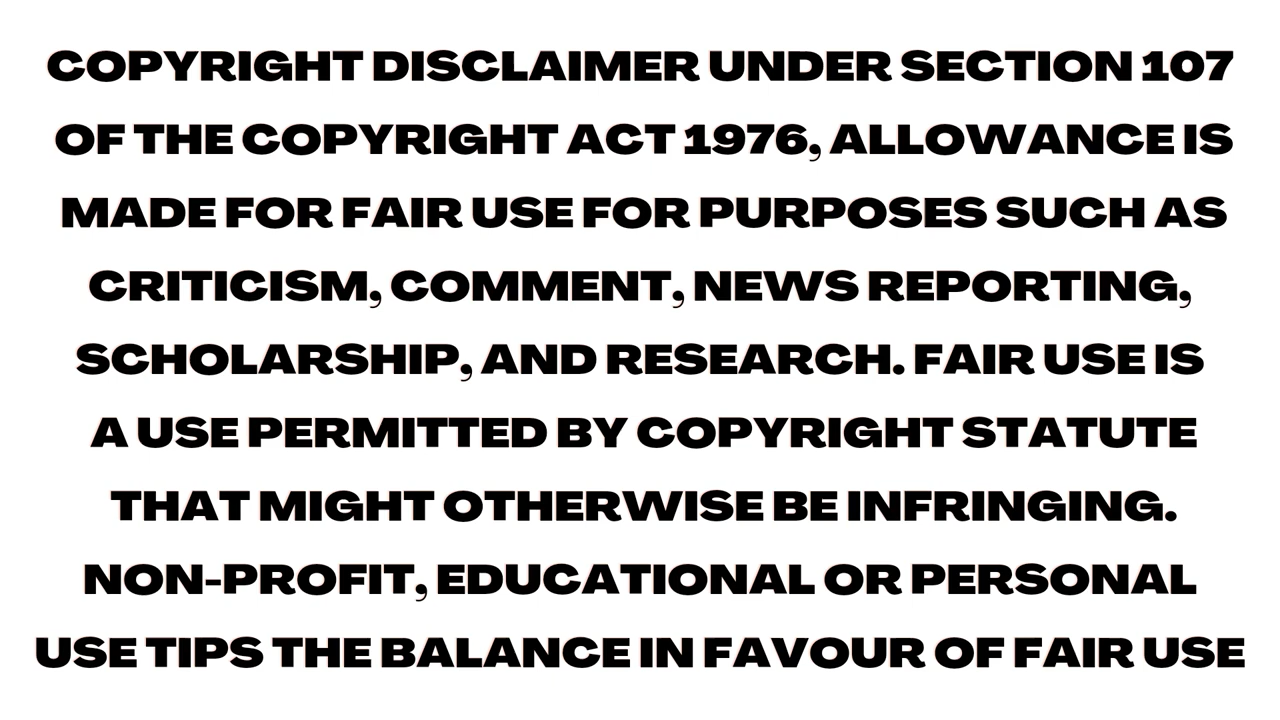 COPYRIGHT DISCLAIMER UNDER SECTION 107
OF THE COPYRIGHT ACT 1976, ALLOWANCE IS
MADE FOR FAIR USE FOR PURPOSES SUCH AS
CRITICISM, COMMENT, NEWS REPORTING,
SCHOLARSHIP, AND RESEARCH. FAIR USE IS
A USE PERMITTED BY COPYRIGHT STATUTE
THAT MIGHT OTHERWISE BE INFRINGING.
NON-PROFIT, EDUCATIONAL OR PERSONAL
USE TIPS THE BALANCE IN FAVOUR OF FAIR USE